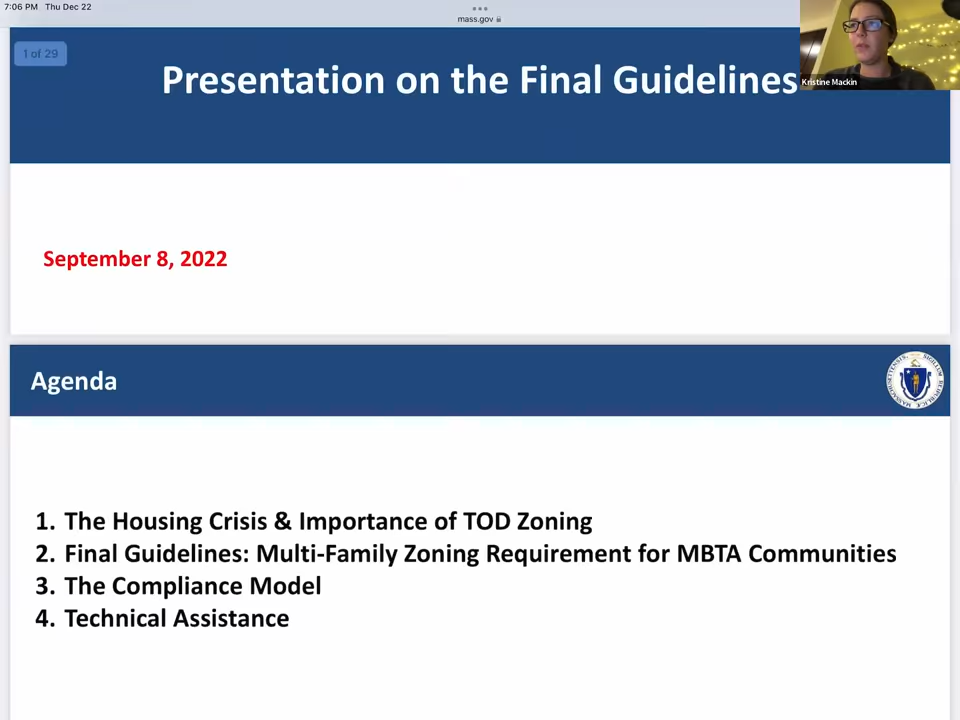 7:06 PM Thu Dec 22
mass.gov
1 of 29
Presentation on the Final Guidelines
Kristine Mackin
September 8, 2022
Agenda
1. The Housing Crisis & Importance of TOD Zoning
2. Final Guidelines: Multi-Family Zoning Requirement for MBTA Communities
3. The Compliance Model
4. Technical Assistance